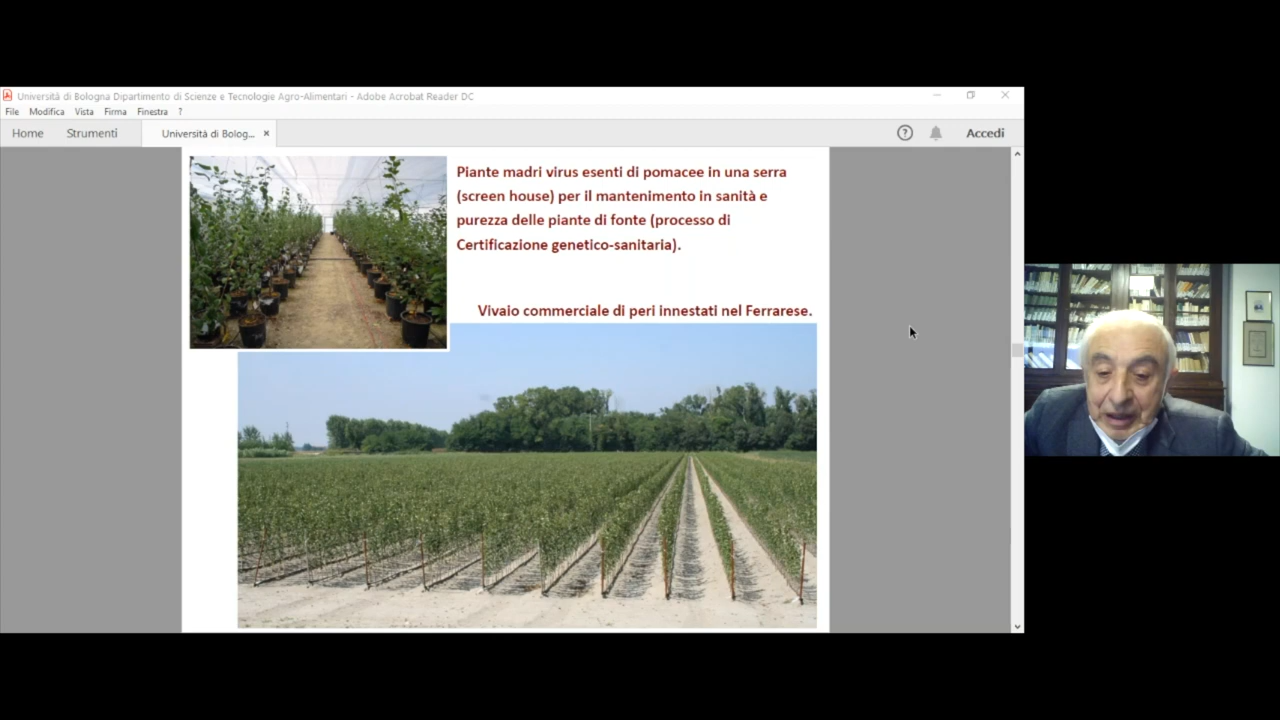 Università di Bologna Dipartimento di Scienze e Tecnologie Agro-Alimentari - Adobe Acrobat Reader DC
File Modifica Vista Firma Finestra ?
Home Strumenti Università di Bolog... × ? Accedi
Piante madri virus esenti di pomacee in una serra
(screen house) per il mantenimento in sanità e
purezza delle piante di fonte (processo di
Certificazione genetico-sanitaria).
Vivaio commerciale di peri innestati nel Ferrarese.